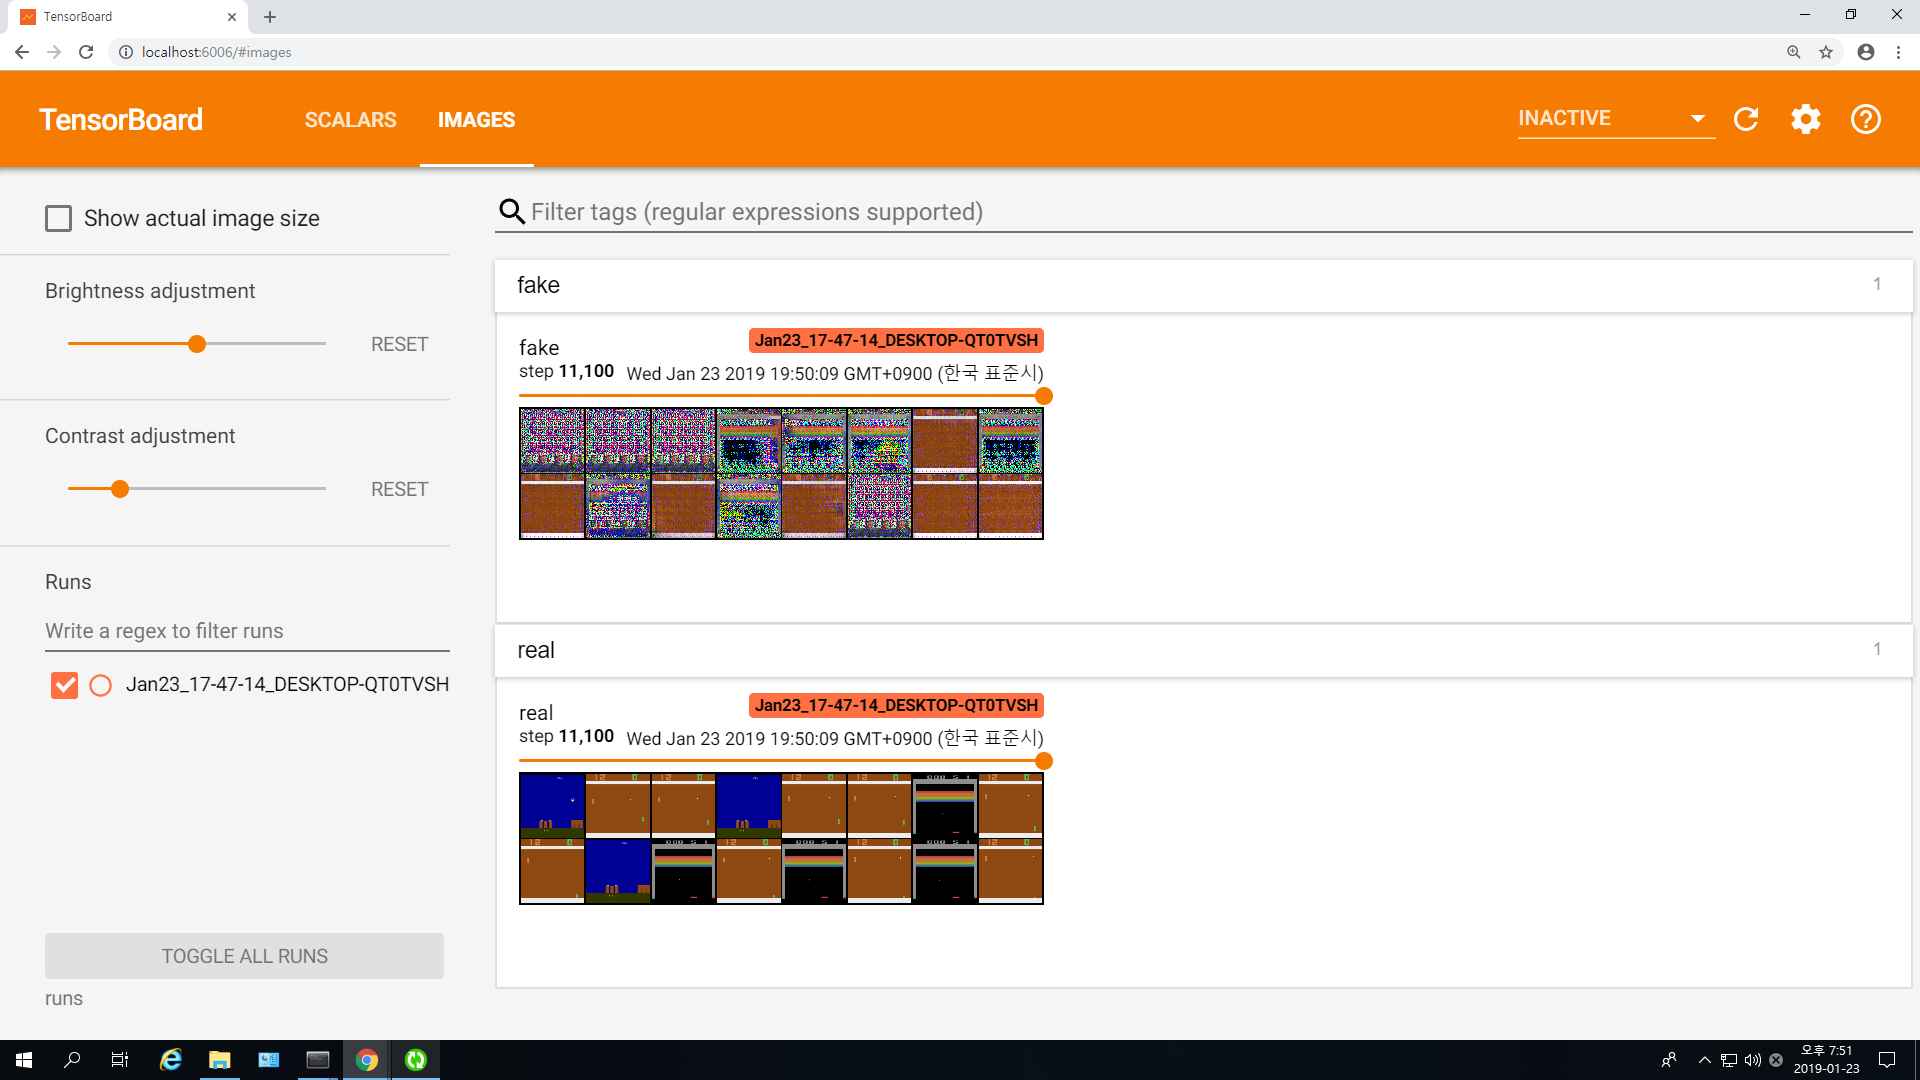 TensorBoard
localhost:6006/#images
TensorBoard
SCALARS
IMAGES
INACTIVE
Show actual image size
Brightness adjustment
RESET
Contrast adjustment
RESET
Runs
Write a regex to filter runs
Jan23_17-47-14_DESKTOP-QT0TVSH
TOGGLE ALL RUNS
runs
Filter tags (regular expressions supported)
fake
1
fake
Jan23_17-47-14_DESKTOP-QT0TVSH
step 11,100
Wed Jan 23 2019 19:50:09 GMT+0900 (한국 표준시)
real
1
real
Jan23_17-47-14_DESKTOP-QT0TVSH
step 11,100
Wed Jan 23 2019 19:50:09 GMT+0900 (한국 표준시)
오후 7:51
2019-01-23